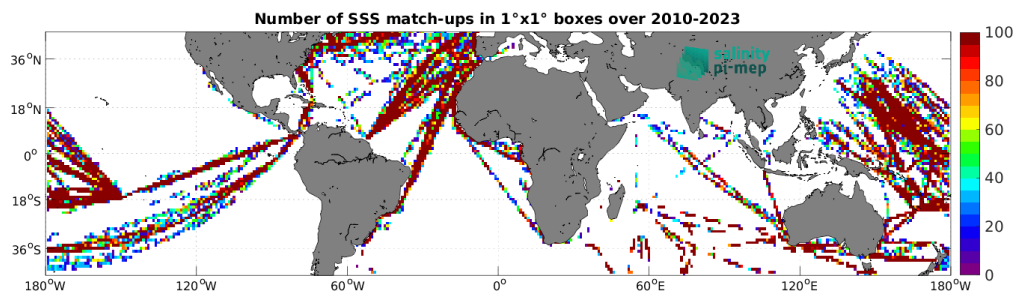 Number of SSS match-ups in 1°x1° boxes over 2010-2023
salinity
pi-mep
36°N
18°N
0°
18°S
36°S
180°W
120°W
60°W
0°
60°E
120°E
180°W
100
80
60
40
20
0